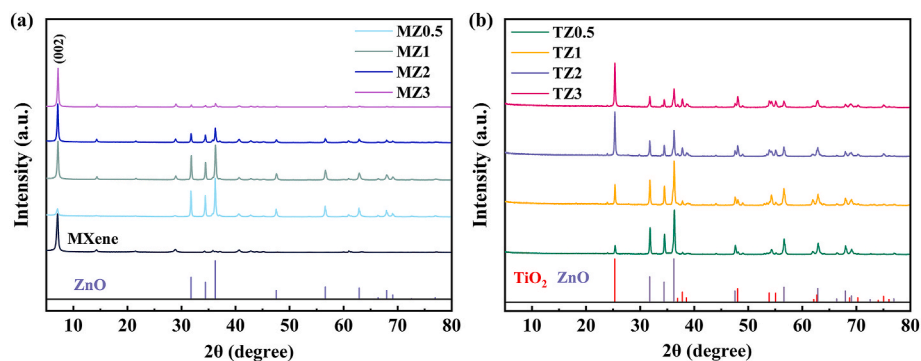 (a)
(002)
MZ0.5
MZ1
MZ2
MZ3
MXene
ZnO
Intensity (a.u.)
10 20 30 40 50 60 70 80
2θ (degree)
(b)
TZ0.5
TZ1
TZ2
TZ3
TiO₂ ZnO
Intensity (a.u.)
10 20 30 40 50 60 70 80
2θ (degree)